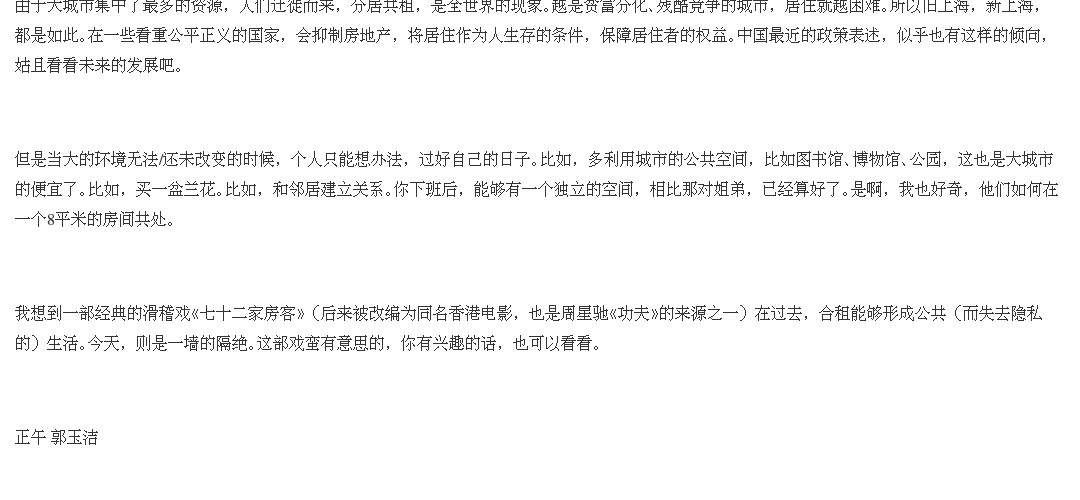 由于大城市集中了最多的资源，人们迁徙而来，分居共租，是全世界的现象。越是贫富分化、残酷竞争的城市，居住就越困难。所以旧上海，新上海，
都是如此。在一些看重公平正义的国家，会抑制房地产，将居住作为人生存的条件，保障居住者的权益。中国最近的政策表述，似乎也有这样的倾向，
姑且看看未来的发展吧。
但是当大的环境无法/还未改变的时候，个人只能想办法，过好自己的日子。比如，多利用城市的公共空间，比如图书馆、博物馆、公园，这也是大城市
的便宜了。比如，买一盆兰花。比如，和邻居建立关系。你下班后，能够有一个独立的空间，相比那对姐弟，已经算好了。是啊，我也好奇，他们如何在
一个8平米的房间共处。
我想到一部经典的滑稽戏《七十二家房客》（后来被改编为同名香港电影，也是周星驰《功夫》的来源之一）在过去，合租能够形成公共（而失去隐私
的）生活。今天，则是一墙的隔绝。这部戏蛮有意思的，你有兴趣的话，也可以看看。
正午 郭玉洁